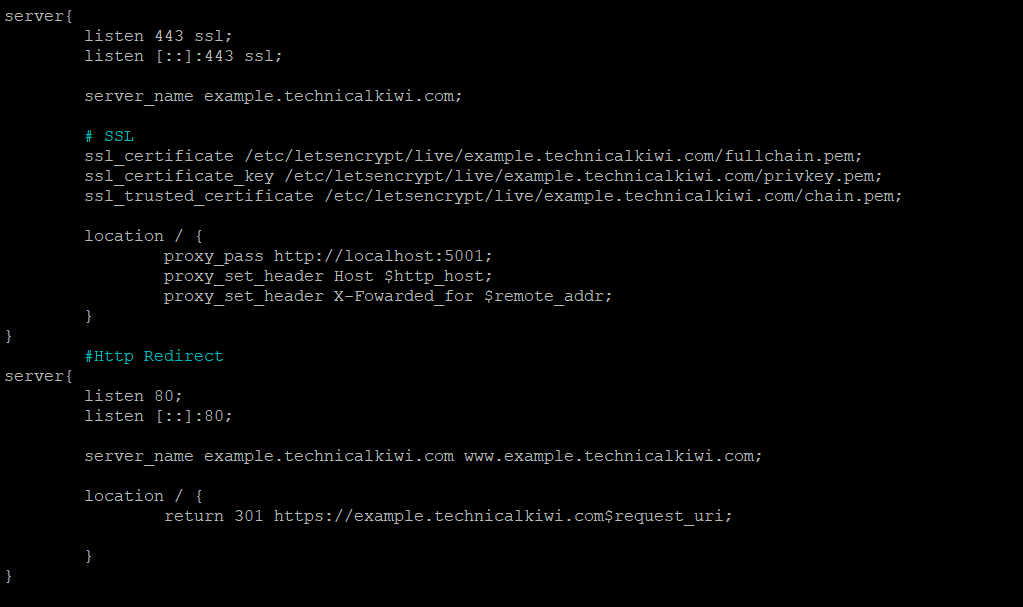 server{
        listen 443 ssl;
        listen [::]:443 ssl;

        server_name example.technicalkiwi.com;

        # SSL
        ssl_certificate /etc/letsencrypt/live/example.technicalkiwi.com/fullchain.pem;
        ssl_certificate_key /etc/letsencrypt/live/example.technicalkiwi.com/privkey.pem;
        ssl_trusted_certificate /etc/letsencrypt/live/example.technicalkiwi.com/chain.pem;

        location / {
                proxy_pass http://localhost:5001;
                proxy_set_header Host $http_host;
                proxy_set_header X-Fowarded_for $remote_addr;
        }
}
        #Http Redirect
server{
        listen 80;
        listen [::]:80;

        server_name example.technicalkiwi.com www.example.technicalkiwi.com;

        location / {
                return 301 https://example.technicalkiwi.com$request_uri;

        }
}